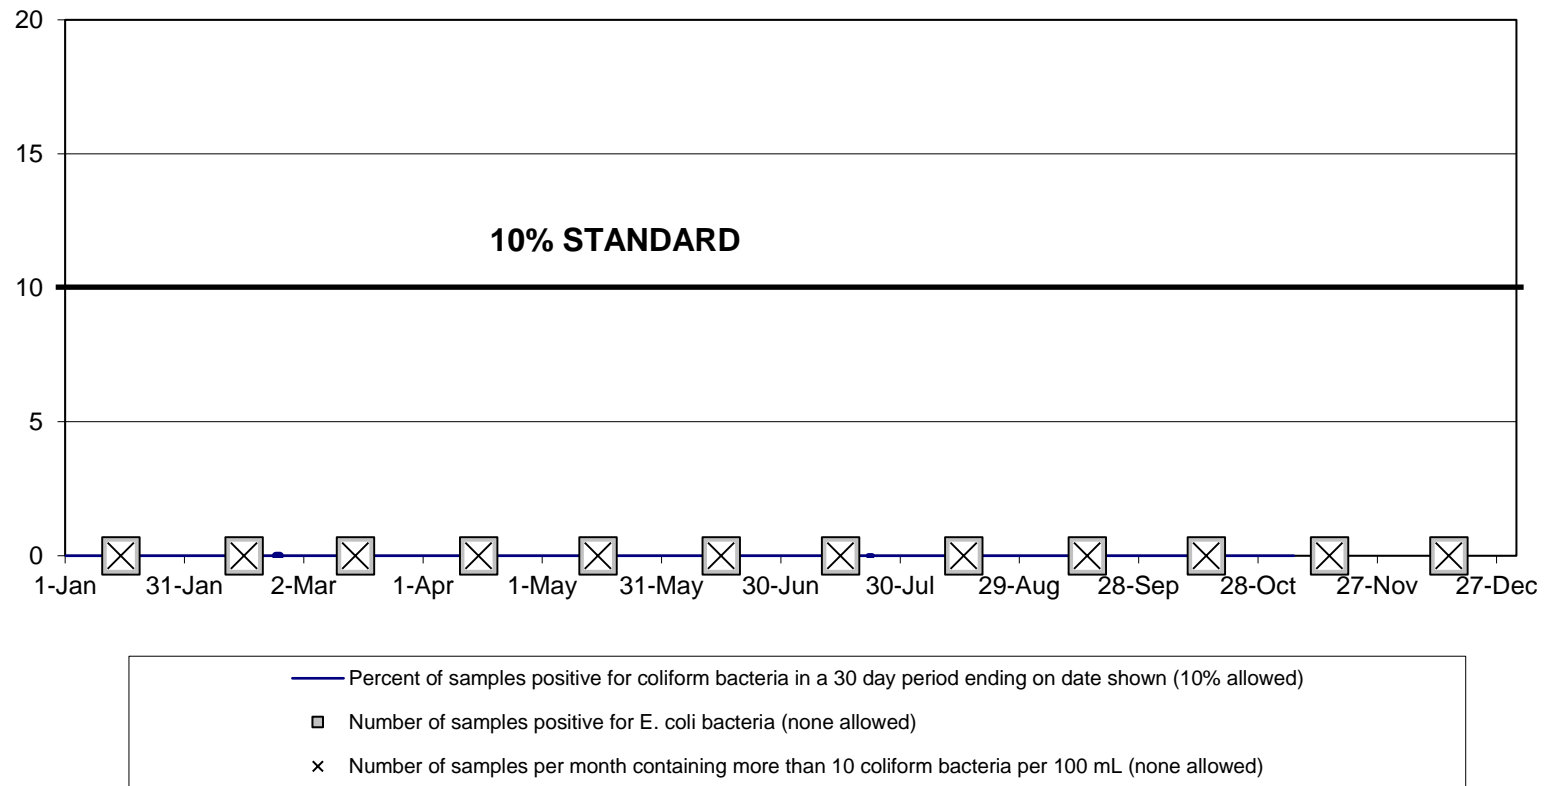 20
15
10% STANDARD
10
5
0
1-Jan 31-Jan 2-Mar 1-Apr 1-May 31-May 30-Jun 30-Jul 29-Aug 28-Sep 28-Oct 27-Nov 27-Dec
Percent of samples positive for coliform bacteria in a 30 day period ending on date shown (10% allowed)
Number of samples positive for E. coli bacteria (none allowed)
Number of samples per month containing more than 10 coliform bacteria per 100 mL (none allowed)